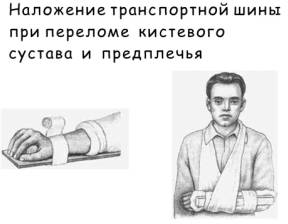 Наложение транспортной шины
при переломе кистевого
сустава и предплечья